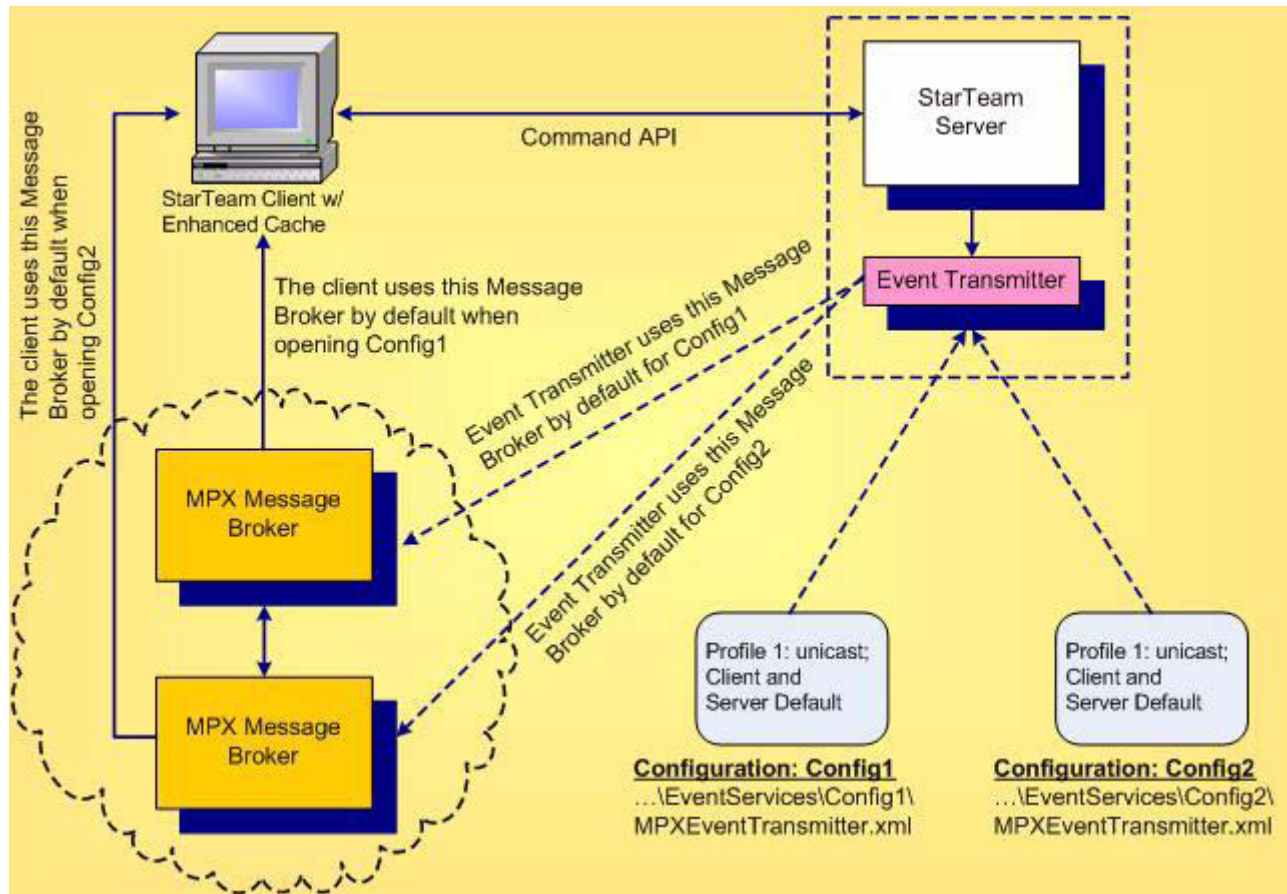 StarTeam
Server
Command API
StarTeam Client w/
Enhanced Cache
Event Transmitter
The client uses this Message
Broker by default when
opening Config2
The client uses this Message
Broker by default when
opening Config1
Event Transmitter uses this Message
Broker by default for Config1
Event Transmitter uses this Message
Broker by default for Config2
MPX Message
Broker
MPX Message
Broker
Profile 1: unicast;
Client and
Server Default
Profile 1: unicast;
Client and
Server Default
Configuration: Config1
...\EventServices\Config1\
MPXEventTransmitter.xml
Configuration: Config2
...\EventServices\Config2\
MPXEventTransmitter.xml